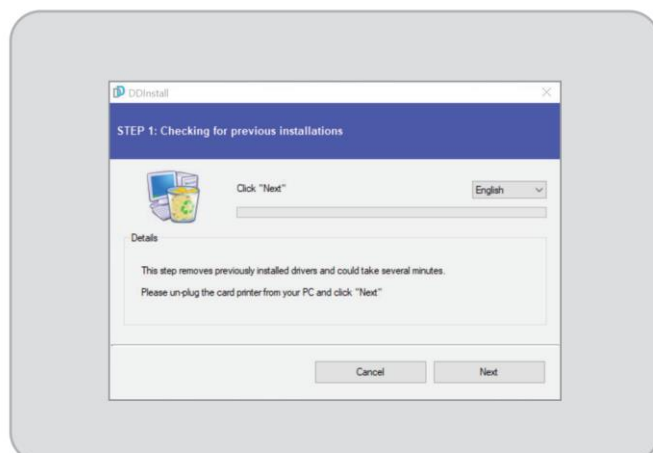 DDInstall
STEP 1: Checking for previous installations
Click "Next"
English
Details
This step removes previously installed drivers and could take several minutes.
Please un-plug the card printer from your PC and click "Next"
Cancel
Next